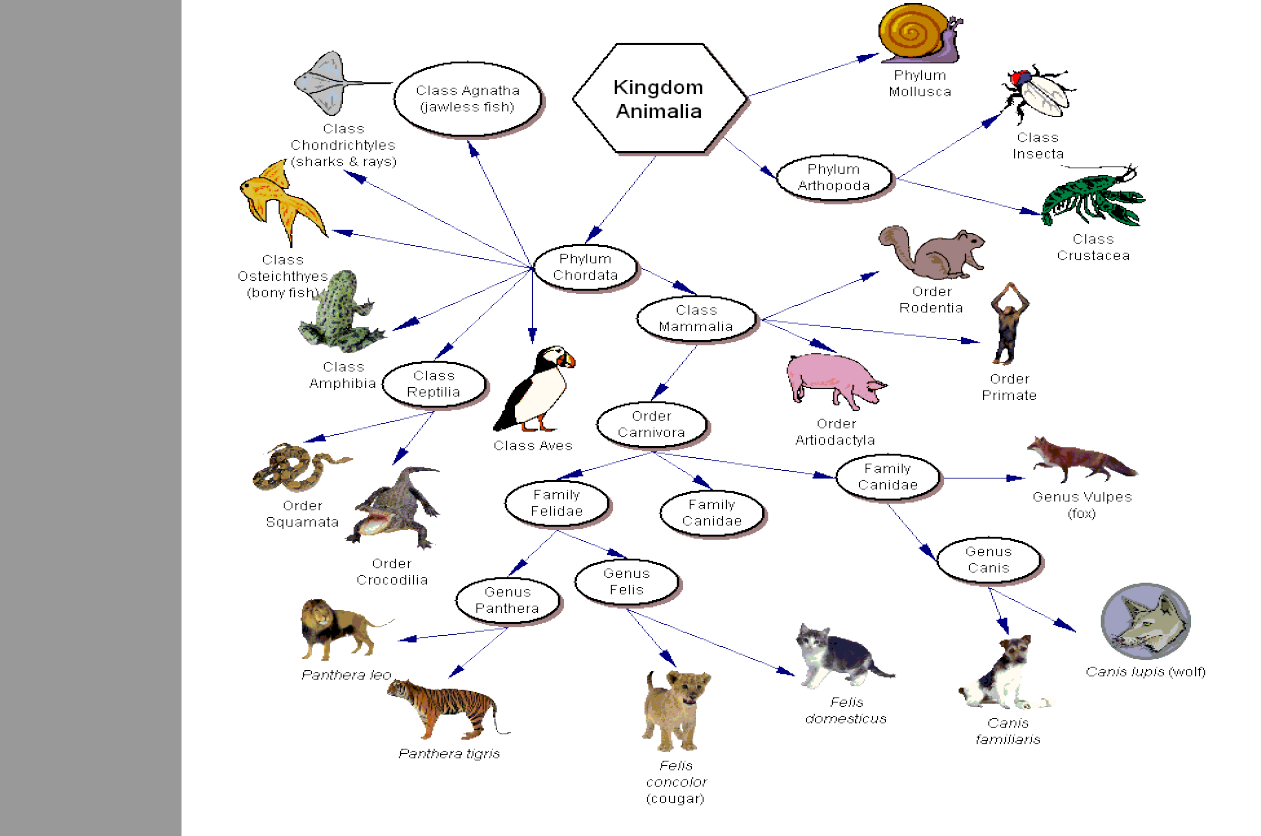 Kingdom
Animalia
Phylum
Mollusca
Class Agnatha
(jawless fish)
Class
Chondrichtyles
(sharks & rays)
Class
Insecta
Phylum
Arthopoda
Class
Crustacea
Class
Osteichthyes
(bony fish)
Phylum
Chordata
Order
Rodentia
Class
Mammalia
Class
Amphibia
Class
Reptilia
Class Aves
Order
Primate
Order
Artiodactyla
Order
Carnivora
Order
Squamata
Order
Crocodilia
Family
Felidae
Family
Canidae
Family
Canidae
Genus Vulpes
(fox)
Genus
Canis
Genus
Panthera
Genus
Felis
Panthera leo
Panthera tigris
Felis
concolor
(cougar)
Felis
domesticus
Canis
familiaris
Canis lupis (wolf)